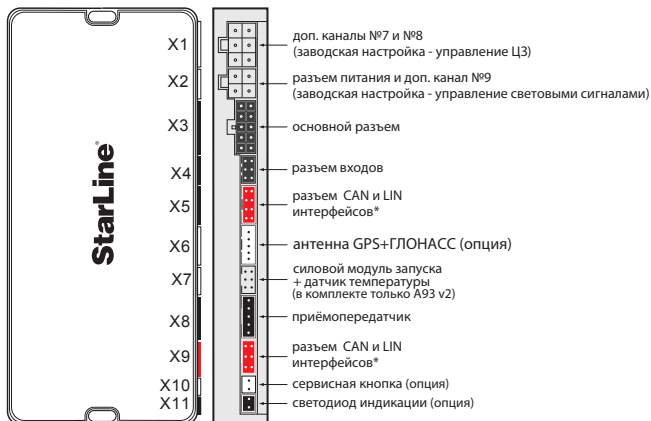 StarLine
X1
X2
X3
X4
X5
X6
X7
X8
X9
X10
X11
доп. каналы №7 и №8
(заводская настройка - управление ЦЗ)
разъем питания и доп. канал №9
(заводская настройка - управление световыми сигналами)
основной разъем
разъем входов
разъем CAN и LIN
интерфейсов*
антенна GPS+ГЛОНАСС (опция)
силовой модуль запуска
+ датчик температуры
(в комплекте только А93 v2)
приёмопередатчик
разъем CAN и LIN
интерфейсов*
сервисная кнопка (опция)
светодиод индикации (опция)